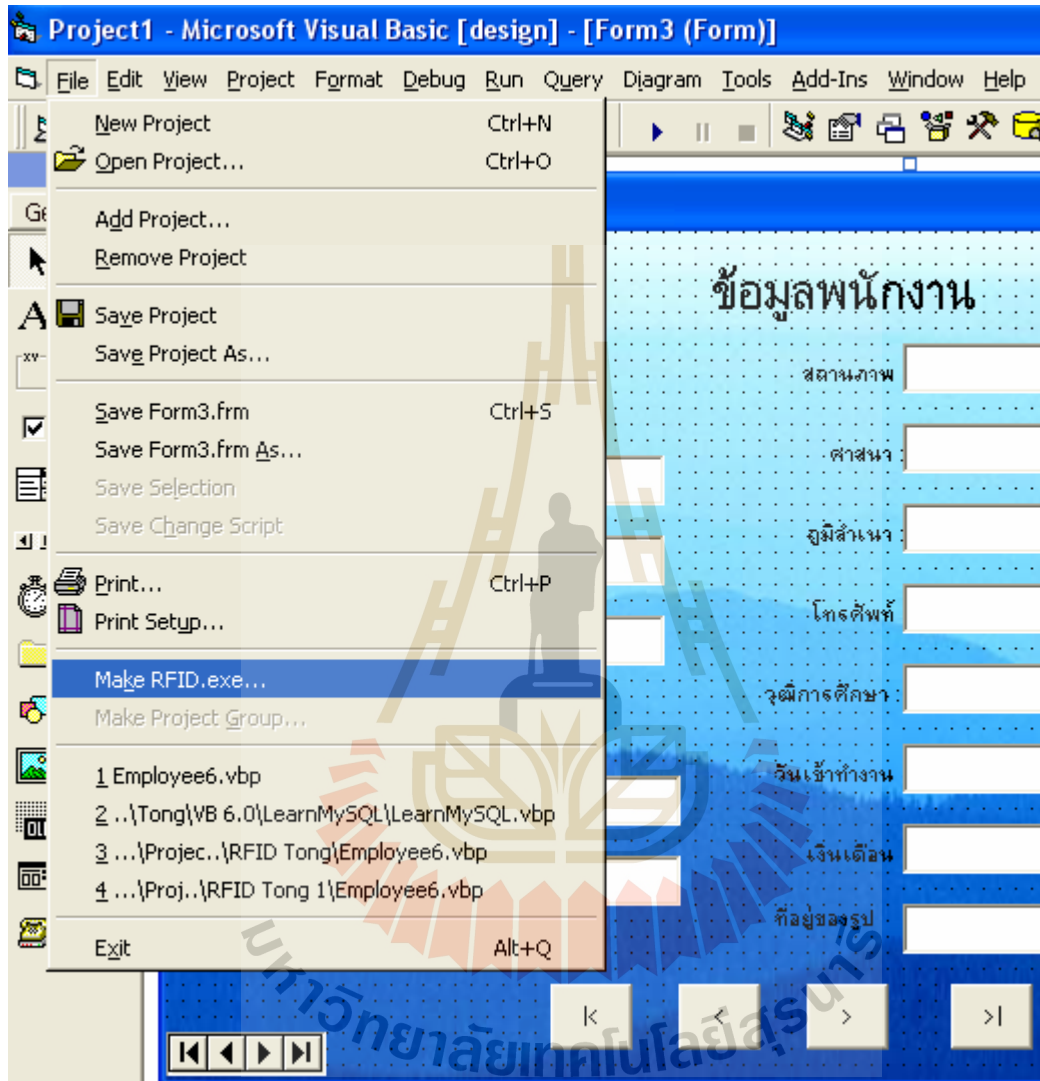 Project1 - Microsoft Visual Basic [design] - [Form3 (Form)]
File Edit View Project Format Debug Run Query Diagram Tools Add-Ins Window Help
New Project Ctrl+N
Open Project... Ctrl+O
Add Project...
Remove Project
Save Project
Save Project As...
Save Form3.frm Ctrl+S
Save Form3.frm As...
Save Selection
Save Change Script
Print... Ctrl+P
Print Setup...
Make RFID.exe...
Make Project Group...
1 Employee6.vbp
2 ..\Tong\VB 6.0\LearnMySQL\LearnMySQL.vbp
3 ...\Projec..\RFID Tong\Employee6.vbp
4 ...\Proj..\RFID Tong 1\Employee6.vbp
Exit Alt+Q
ข้อมูลพนักงาน
สถานภาพ
ศาสนา :
ภูมิลำเนา :
โทรศัพท์
วุฒิการศึกษา :
วันเข้าทำงาน
เงินเดือน
ที่อยู่ของรูป
|< < > >|
มหาวิทยาลัยเทคโนโลยีสุรนารี